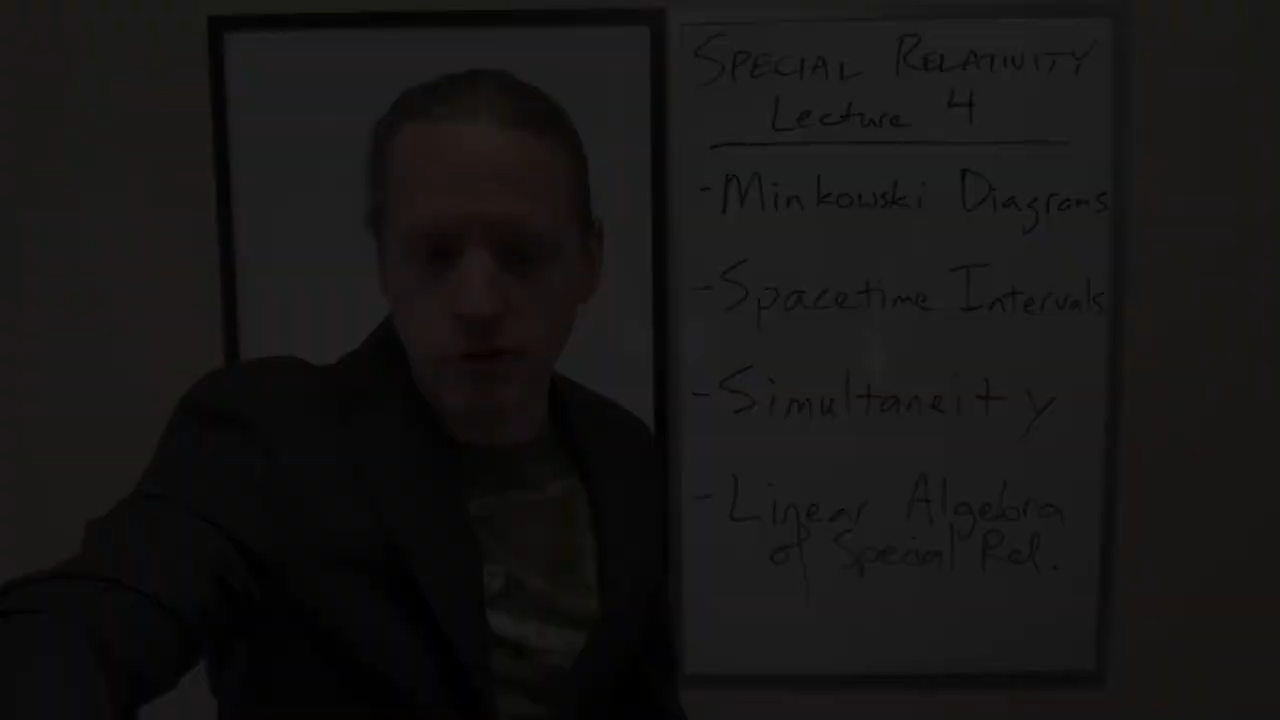 SPECIAL RELATIVITY
Lecture 4
- Minkowski Diagrams
- Spacetime Intervals
- Simultaneity
- Linear Algebra
of Special Rel.